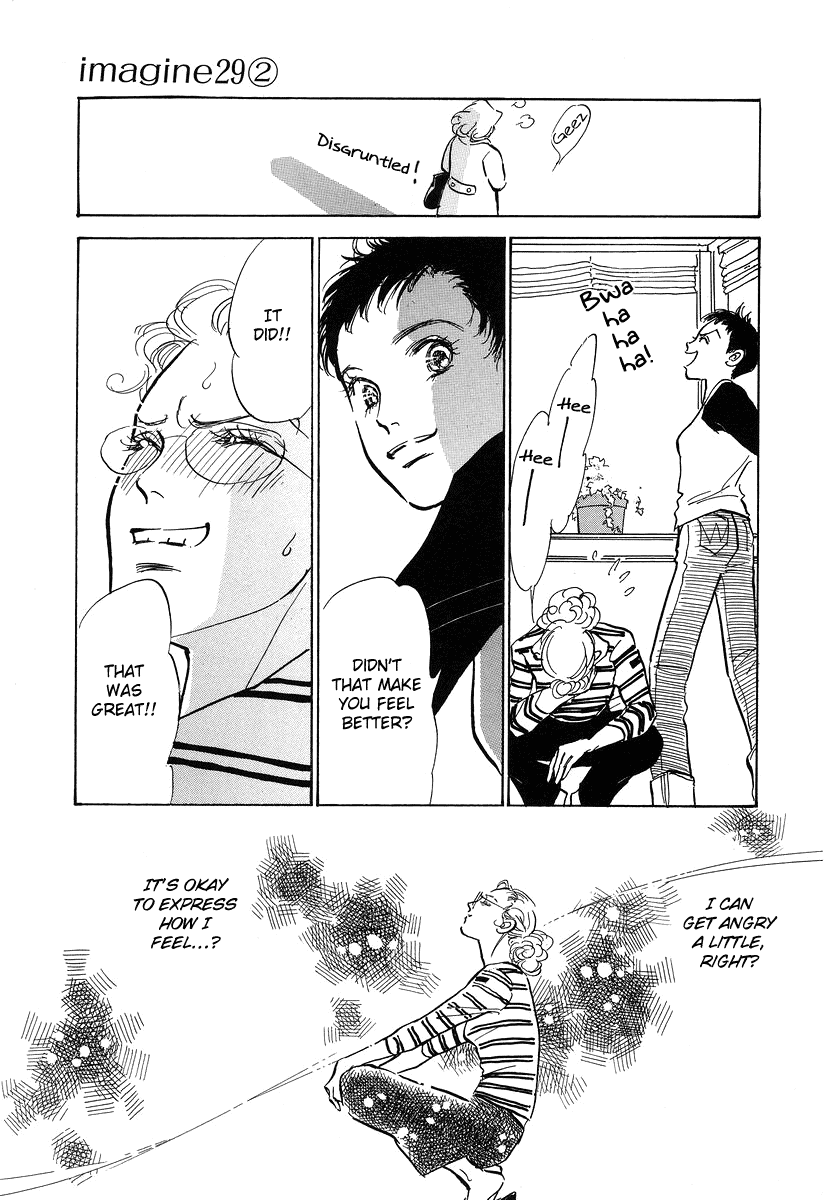 imagine29②
Geez
Disgruntled!
Bwa
ha
ha
ha!
Hee
Hee
DIDN'T
THAT MAKE
YOU FEEL
BETTER?
IT
DID!!
THAT
WAS
GREAT!!
I CAN
GET ANGRY
A LITTLE,
RIGHT?
IT'S OKAY
TO EXPRESS
HOW I
FEEL...?
W